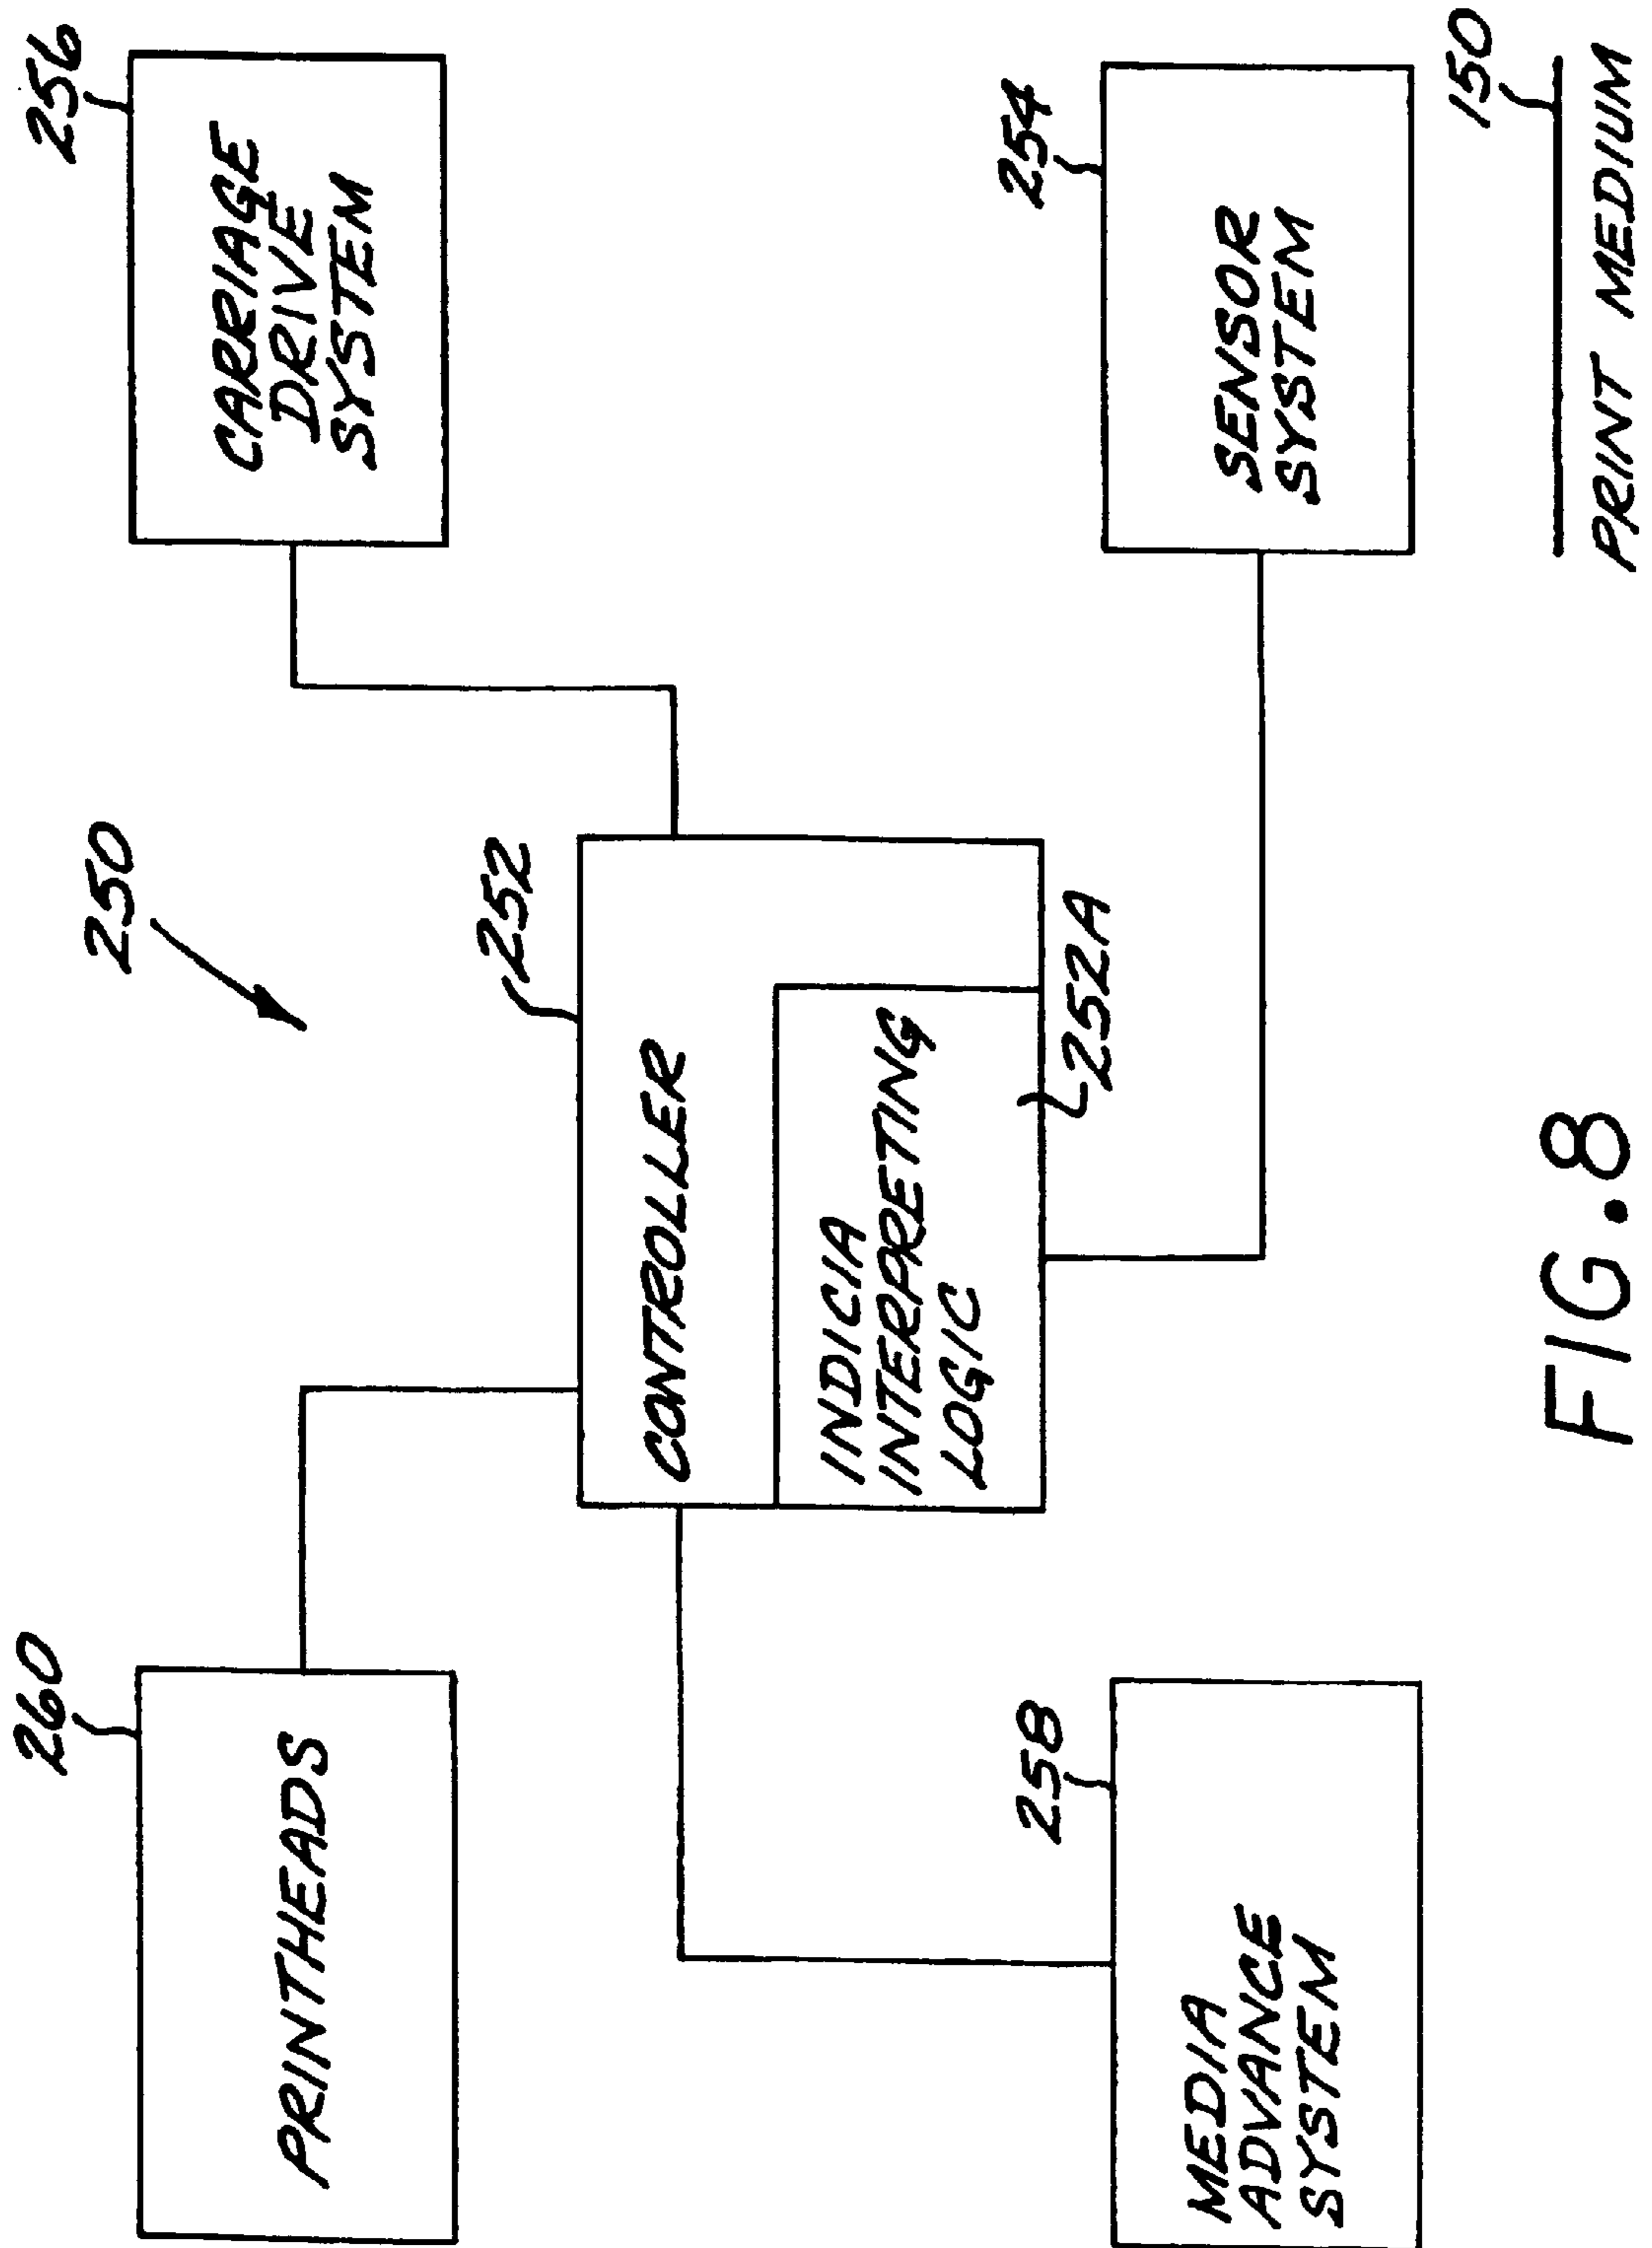 260
PRINTHEADS
250
256
CARRIAGE
DRIVE
SYSTEM
252
CONTROLLER
INDICIA
INTERPRETING
LOGIC
252A
258
MEDIA
ADVANCE
SYSTEM
254
SENSOR
SYSTEM
150
PRINT MEDIUM
FIG.8